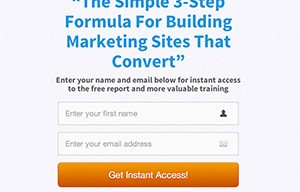 “The Simple 3-Step
Formula For Building
Marketing Sites That
Convert”
Enter your name and email below for instant access
to the free report and more valuable training
Enter your first name
Enter your email address
Get Instant Access!